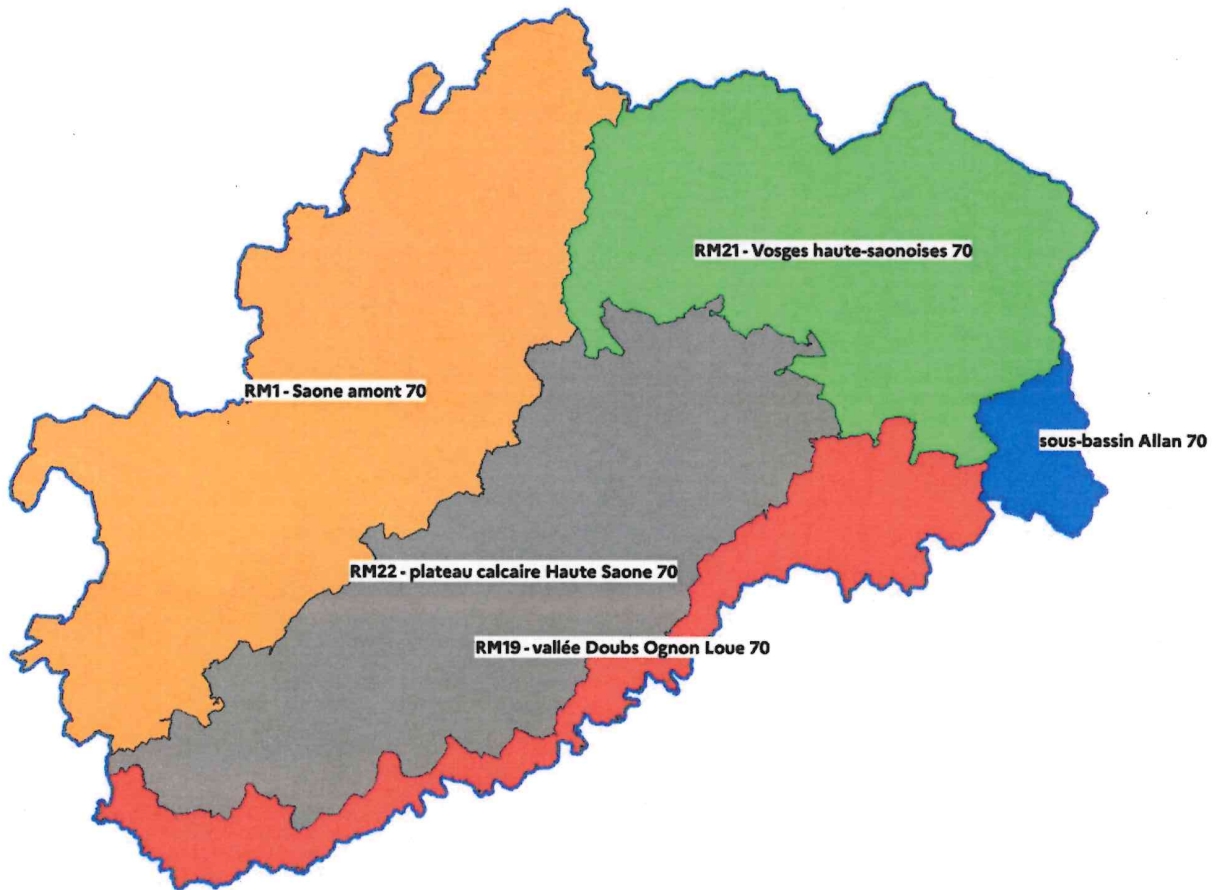 RM21 - Vosges haute-saonoises 70
RM1 - Saone amont 70
sous-bassin Allan 70
RM22 - plateau calcaire Haute Saone 70
RM19 - vallée Doubs Ognon Loue 70